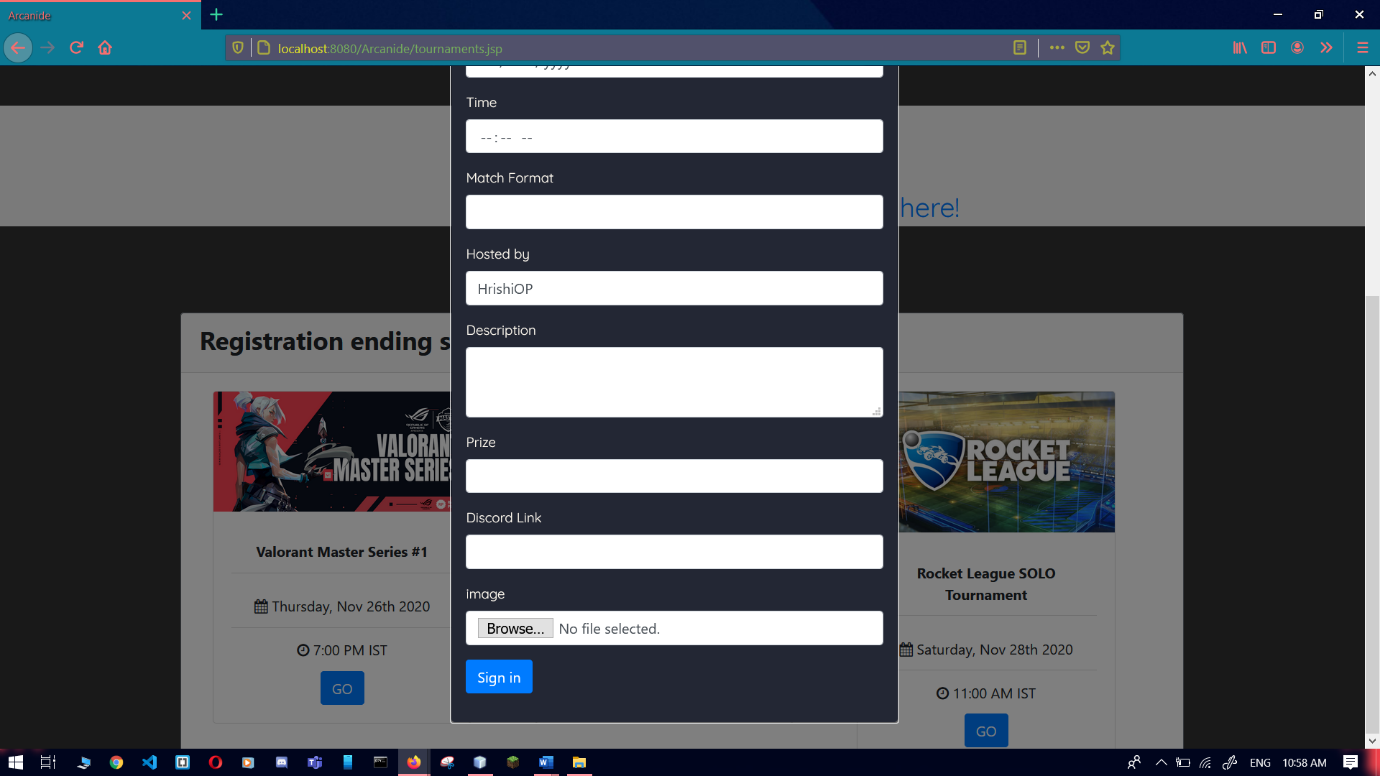 Arcanide
localhost:8080/Arcanide/tournaments.jsp
Time
--:-- --
Match Format
here!
Hosted by
HrishiOP
Description
Registration ending s
VALORANT
MASTER SERIES
ROCKET
LEAGUE
Prize
Discord Link
Valorant Master Series #1
Rocket League SOLO
Tournament
image
Thursday, Nov 26th 2020
Browse... No file selected.
7:00 PM IST
Saturday, Nov 28th 2020
Sign in
GO
11:00 AM IST
GO
ENG 10:58 AM